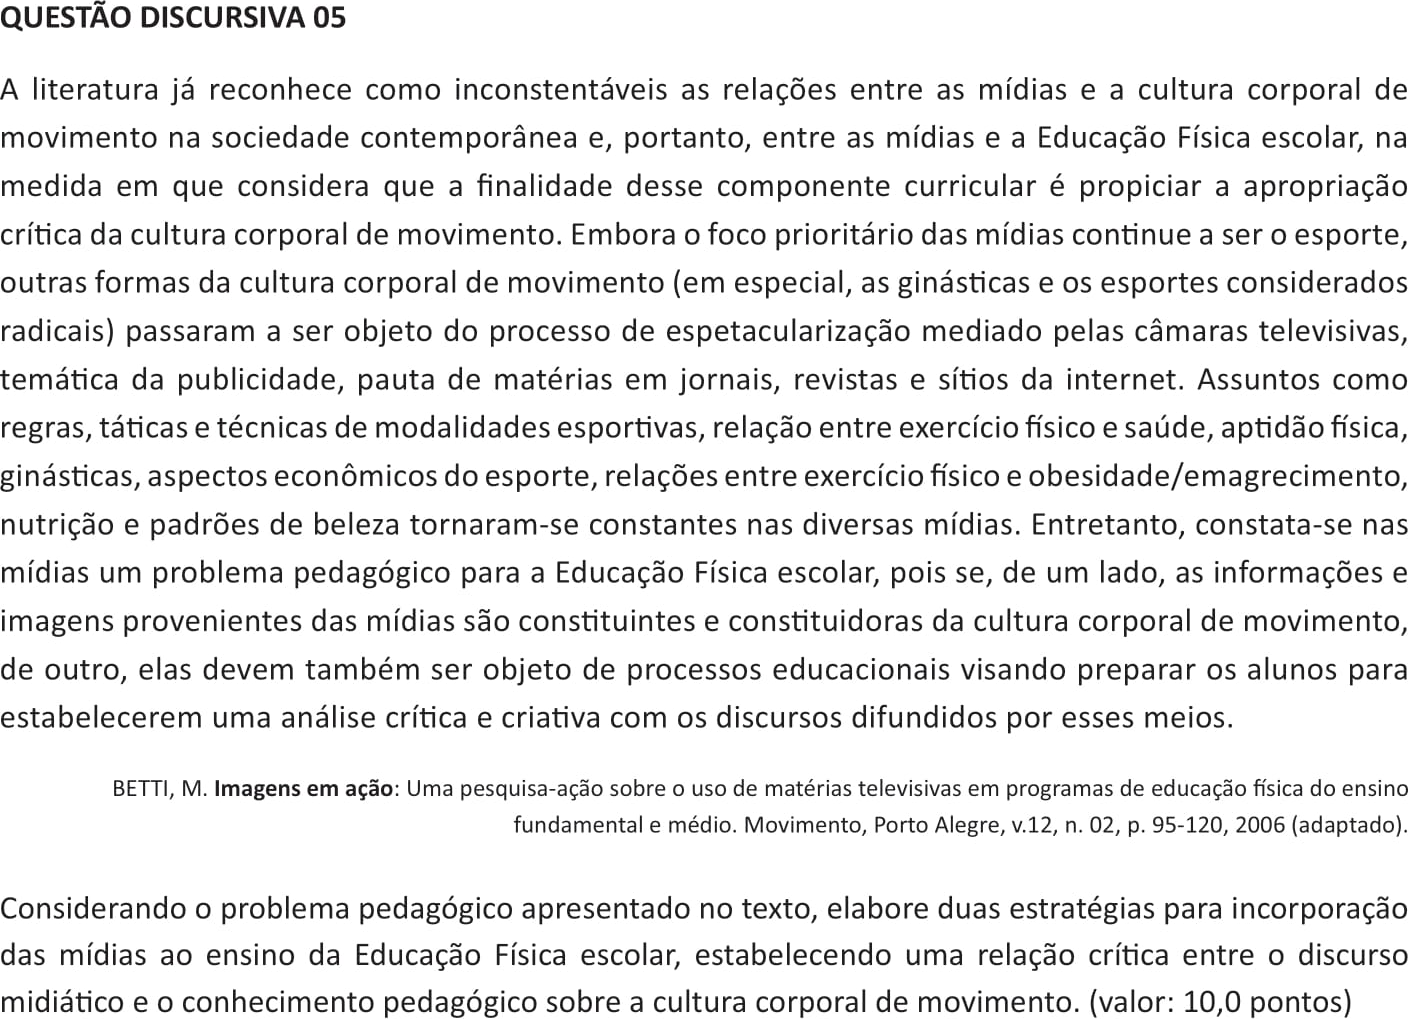 QUESTÃO DISCURSIVA 05
A literatura já reconhece como inconstentáveis as relações entre as mídias e a cultura corporal de
movimento na sociedade contemporânea e, portanto, entre as mídias e a Educação Física escolar, na
medida em que considera que a finalidade desse componente curricular é propiciar a apropriação
crítica da cultura corporal de movimento. Embora o foco prioritário das mídias continue a ser o esporte,
outras formas da cultura corporal de movimento (em especial, as ginásticas e os esportes considerados
radicais) passaram a ser objeto do processo de espetacularização mediado pelas câmaras televisivas,
temática da publicidade, pauta de matérias em jornais, revistas e sítios da internet. Assuntos como
regras, táticas e técnicas de modalidades esportivas, relação entre exercício físico e saúde, aptidão física,
ginásticas, aspectos econômicos do esporte, relações entre exercício físico e obesidade/emagrecimento,
nutrição e padrões de beleza tornaram-se constantes nas diversas mídias. Entretanto, constata-se nas
mídias um problema pedagógico para a Educação Física escolar, pois se, de um lado, as informações e
imagens provenientes das mídias são constituintes e constituidoras da cultura corporal de movimento,
de outro, elas devem também ser objeto de processos educacionais visando preparar os alunos para
estabelecerem uma análise crítica e criativa com os discursos difundidos por esses meios.
BETTI, M. Imagens em ação: Uma pesquisa-ação sobre o uso de matérias televisivas em programas de educação física do ensino
fundamental e médio. Movimento, Porto Alegre, v.12, n. 02, p. 95-120, 2006 (adaptado).
Considerando o problema pedagógico apresentado no texto, elabore duas estratégias para incorporação
das mídias ao ensino da Educação Física escolar, estabelecendo uma relação crítica entre o discurso
midiático e o conhecimento pedagógico sobre a cultura corporal de movimento. (valor: 10,0 pontos)